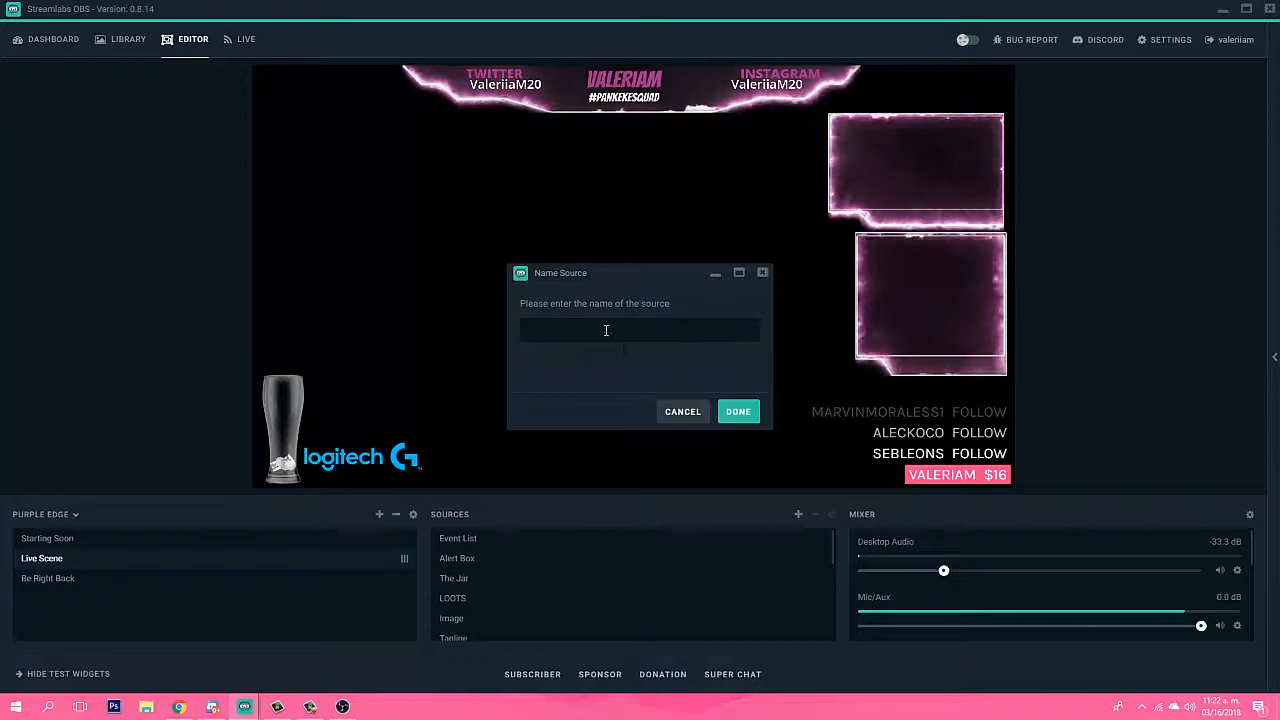 Streamlabs OBS - Version: 0.8.14
DASHBOARD LIBRARY EDITOR LIVE BUG REPORT DISCORD SETTINGS valeriiam
TWITTER
ValeriiaM20
VALERIAM
#PANKEKESQUAD
INSTAGRAM
ValeriiaM20
Name Source
Please enter the name of the source
CANCEL DONE
logitech G
MARVINMORALESS1 FOLLOW
ALECKOCO FOLLOW
SEBLEONS FOLLOW
VALERIAM $16
PURPLE EDGE
Starting Soon
Live Scene
Be Right Back
SOURCES
Event List
Alert Box
The Jar
LOOTS
Image
Tagline
MIXER
Desktop Audio -33.3 dB
Mic/Aux 0.0 dB
HIDE TEST WIDGETS SUBSCRIBER SPONSOR DONATION SUPER CHAT
Ps
11:22 a. m.
03/16/2018
1